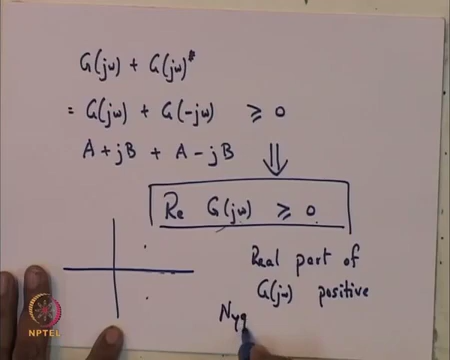 G(jω) + G(jω)*
= G(jω) + G(-jω) ≥ 0
A + jB + A - jB ⇓
Re G(jω) ≥ 0
Real part of
G(jω) positive
Nyq
NPTEL